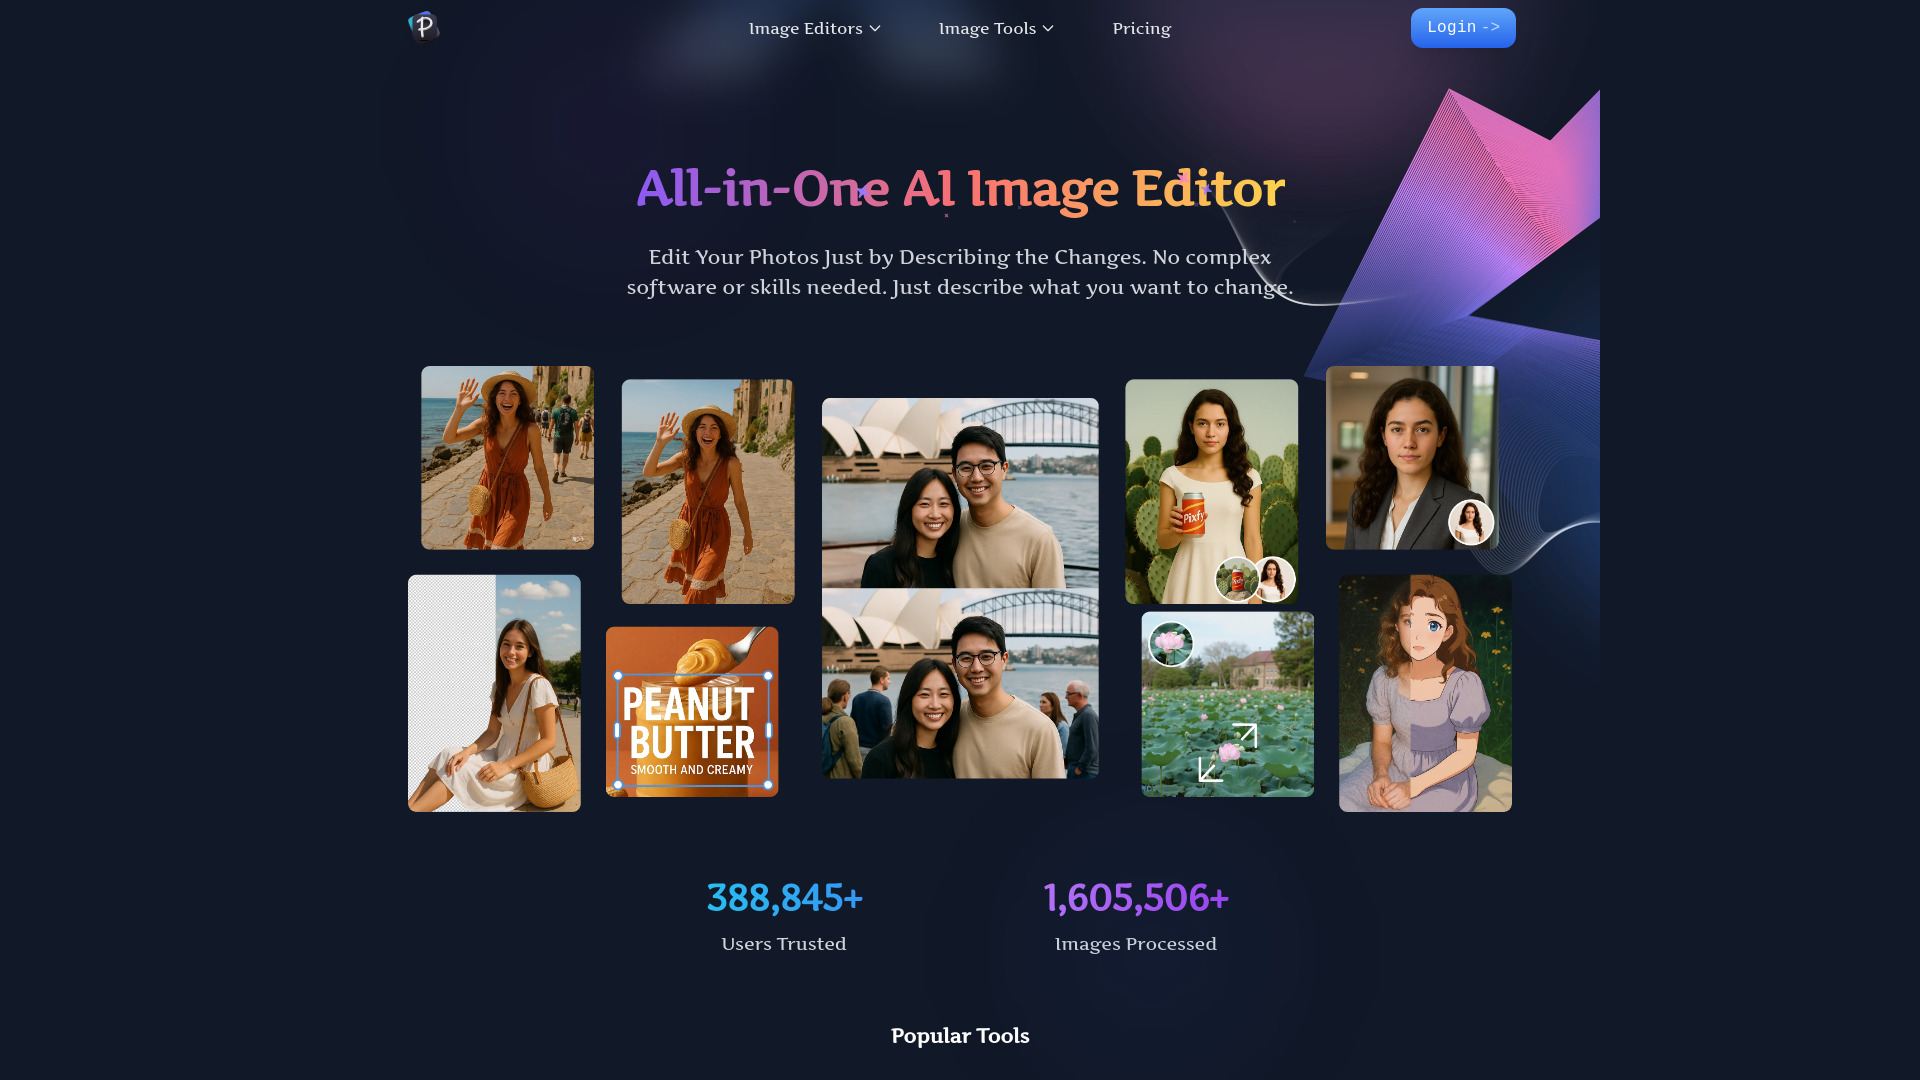 P
Image Editors
Image Tools
Pricing
Login ->
All-in-One AI Image Editor
Edit Your Photos Just by Describing the Changes. No complex
software or skills needed. Just describe what you want to change.
Pixfy
Pixfy
PEANUT
BUTTER
SMOOTH AND CREAMY
388,845+
Users Trusted
1,605,506+
Images Processed
Popular Tools